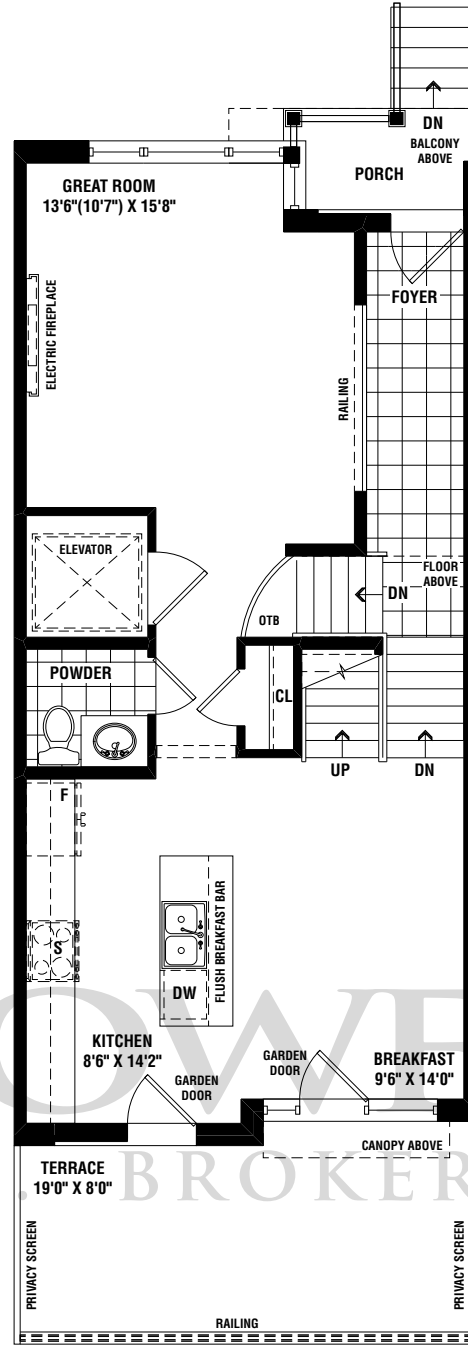 DN
BALCONY
ABOVE
PORCH
GREAT ROOM
13'6"(10'7") X 15'8"
FOYER
ELECTRIC FIREPLACE
RAILING
ELEVATOR
FLOOR
ABOVE
DN
OTB
POWDER
CL
UP
DN
F
S
FLUSH BREAKFAST BAR
DW
KITCHEN
8'6" X 14'2"
GARDEN
DOOR
GARDEN
DOOR
BREAKFAST
9'6" X 14'0"
CANOPY ABOVE
TERRACE
19'0" X 8'0"
BROKER
PRIVACY SCREEN
PRIVACY SCREEN
RAILING